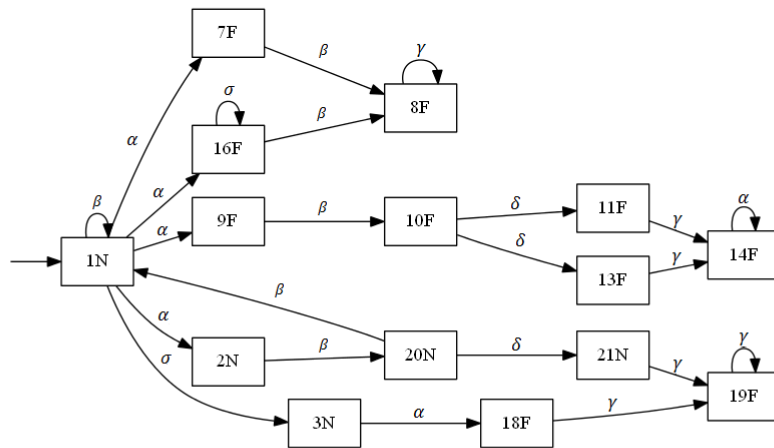 7F
β
γ
8F
σ
16F
β
α
α
β
9F
β
10F
δ
11F
γ
α
14F
α
δ
13F
γ
1N
β
α
2N
β
20N
δ
21N
γ
γ
19F
σ
3N
α
18F
γ